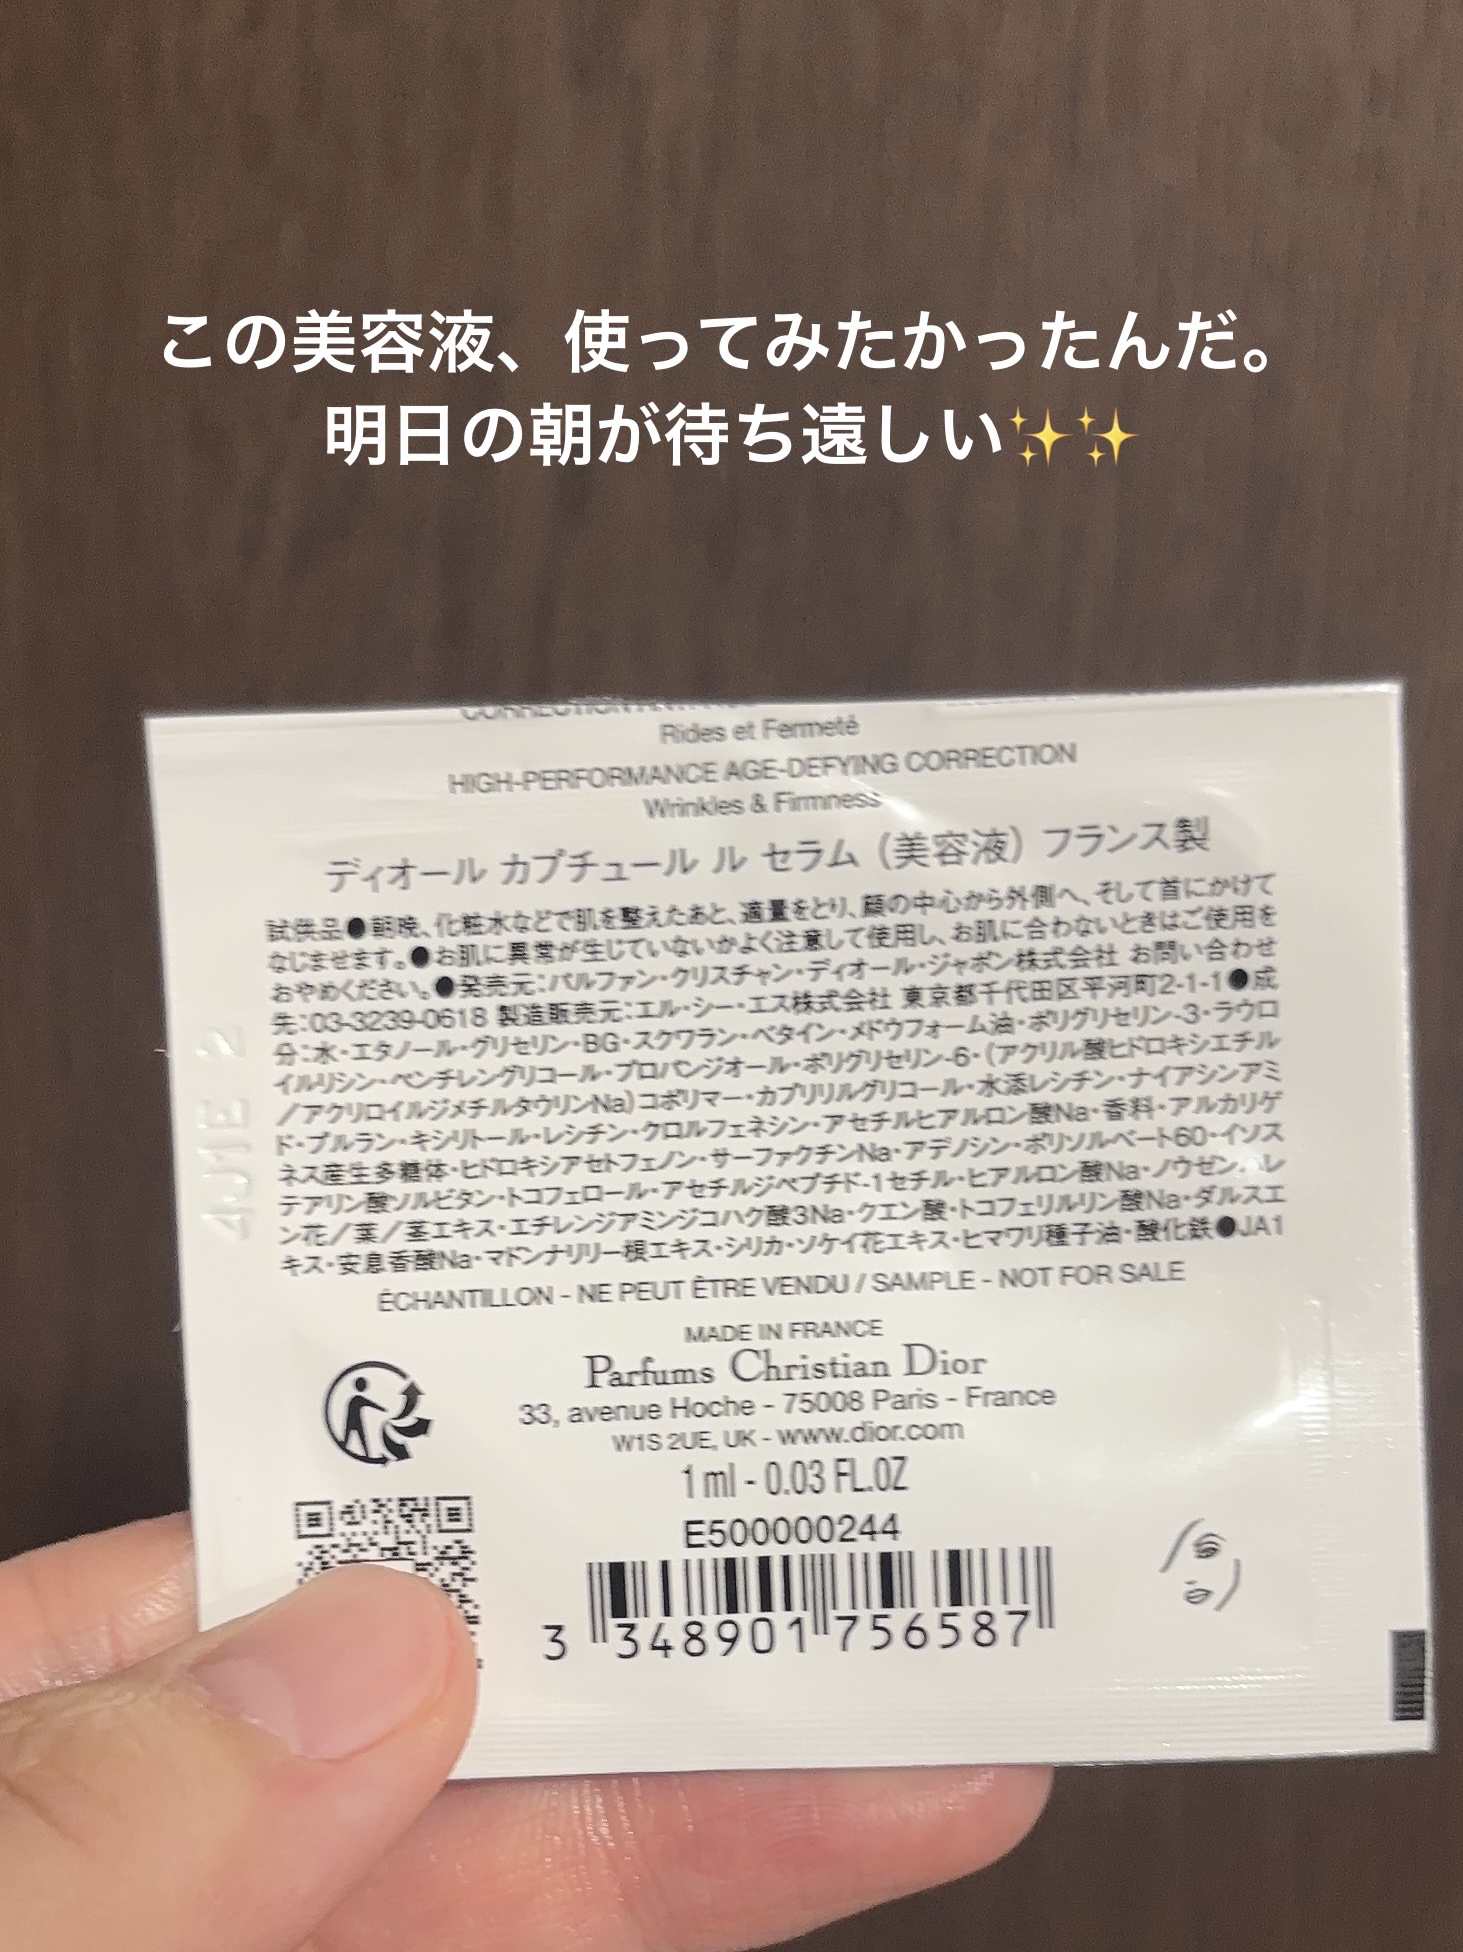 この美容液、使ってみたかったんだ。
明日の朝が待ち遠しい✨✨
Rides et Fermeté
HIGH-PERFORMANCE AGE-DEFYING CORRECTION
Wrinkles & Firmness
ディオール カプチュール ル セラム（美容液）フランス製
試供品●朝晩、化粧水などで肌を整えたあと、適量をとり、顔の中心から外側へ、そして首にかけて
なじませます。●お肌に異常が生じていないかよく注意して使用し、お肌に合わないときはご使用を
おやめください。●発売元：パルファン・クリスチャン・ディオール・ジャポン株式会社 お問い合わせ
先：03-3239-0618 製造販売元：エル・シー・エス株式会社 東京都千代田区平河町2-1-1●成
分：水・エタノール・グリセリン・BG・スクワラン・ベタイン・メドウフォーム油・ポリグリセリン-3・ラウロ
イルリシン・ペンチレングリコール・プロパンジオール・ポリグリセリン-6・（アクリル酸ヒドロキシエチル
／アクリロイルジメチルタウリンNa）コポリマー・カプリリルグリコール・水添レシチン・ナイアシンアミ
ド・プルラン・キシリトール・レシチン・クロルフェネシン・アセチルヒアルロン酸Na・香料・アルカリゲ
ネス産生多糖体・ヒドロキシアセトフェノン・サーファクチンNa・アデノシン・ポリソルベート60・イソス
テアリン酸ソルビタン・トコフェロール・アセチルジペプチド-1セチル・ヒアルロン酸Na・ノウゼン レ
ン花／葉／茎エキス・エチレンジアミンジコハク酸3Na・クエン酸・トコフェリルリン酸Na・ダルスエ
キス・安息香酸Na・マドンナリリー根エキス・シリカ・ソケイ花エキス・ヒマワリ種子油・酸化鉄●JA1
ÉCHANTILLON - NE PEUT ÊTRE VENDU / SAMPLE - NOT FOR SALE
MADE IN FRANCE
Parfums Christian Dior
33, avenue Hoche - 75008 Paris - France
W1S 2UE, UK - www.dior.com
1 ml - 0.03 FL.OZ
E500000244
3 348901 756587